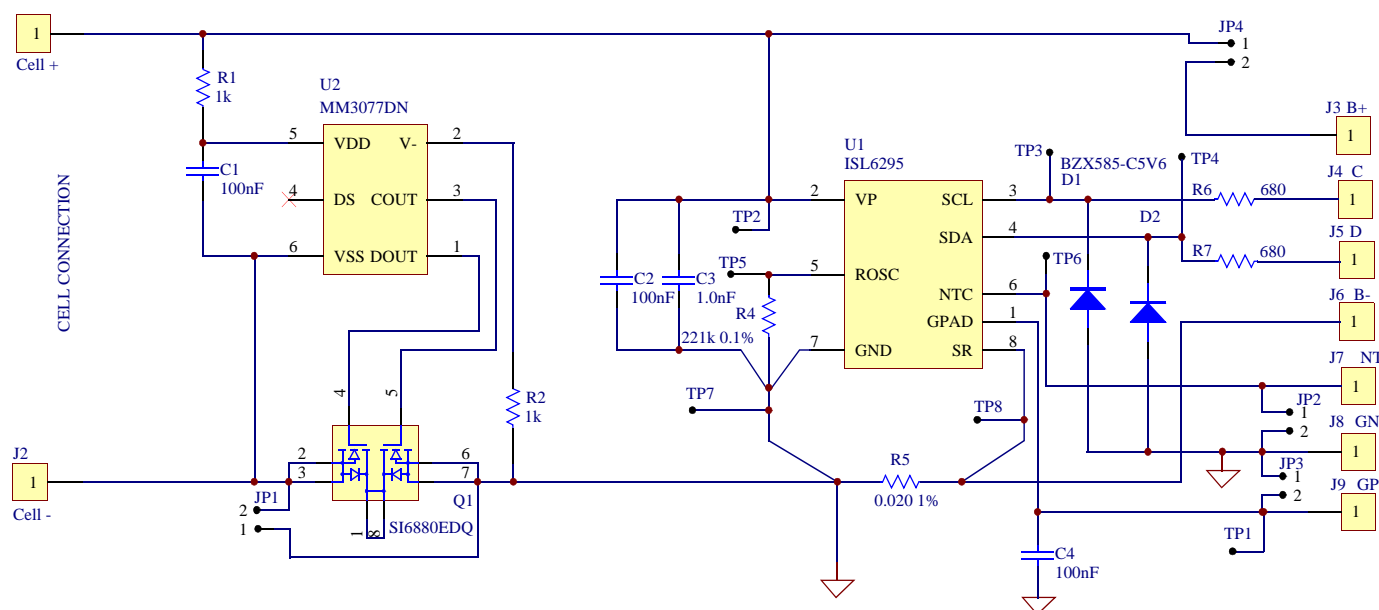 1
Cell +
R1
1k
C1
100nF
U2
MM3077DN
5 VDD V- 2
4 DS COUT 3
6 VSS DOUT 1
CELL CONNECTION
JP4
1
2
J3 B+
1
J4 C
1
J5 D
1
J6 B-
1
J7 NT
1
J8 GN
1
J9 GP
1
U1
ISL6295
2 VP SCL 3
SDA 4
5 ROSC
NTC 6
GPAD 1
7 GND SR 8
TP3
BZX585-C5V6
D1
TP4
R6 680
D2
R7 680
TP6
TP2
TP5
C2
100nF
C3
1.0nF
R4
221k 0.1%
TP7
TP8
R5
0.020 1%
JP2
1
2
JP3
1
2
TP1
C4
100nF
R2
1k
4
5
2
3
6
7
1
8
Q1
SI6880EDQ
J2
1
Cell -
JP1
2
1